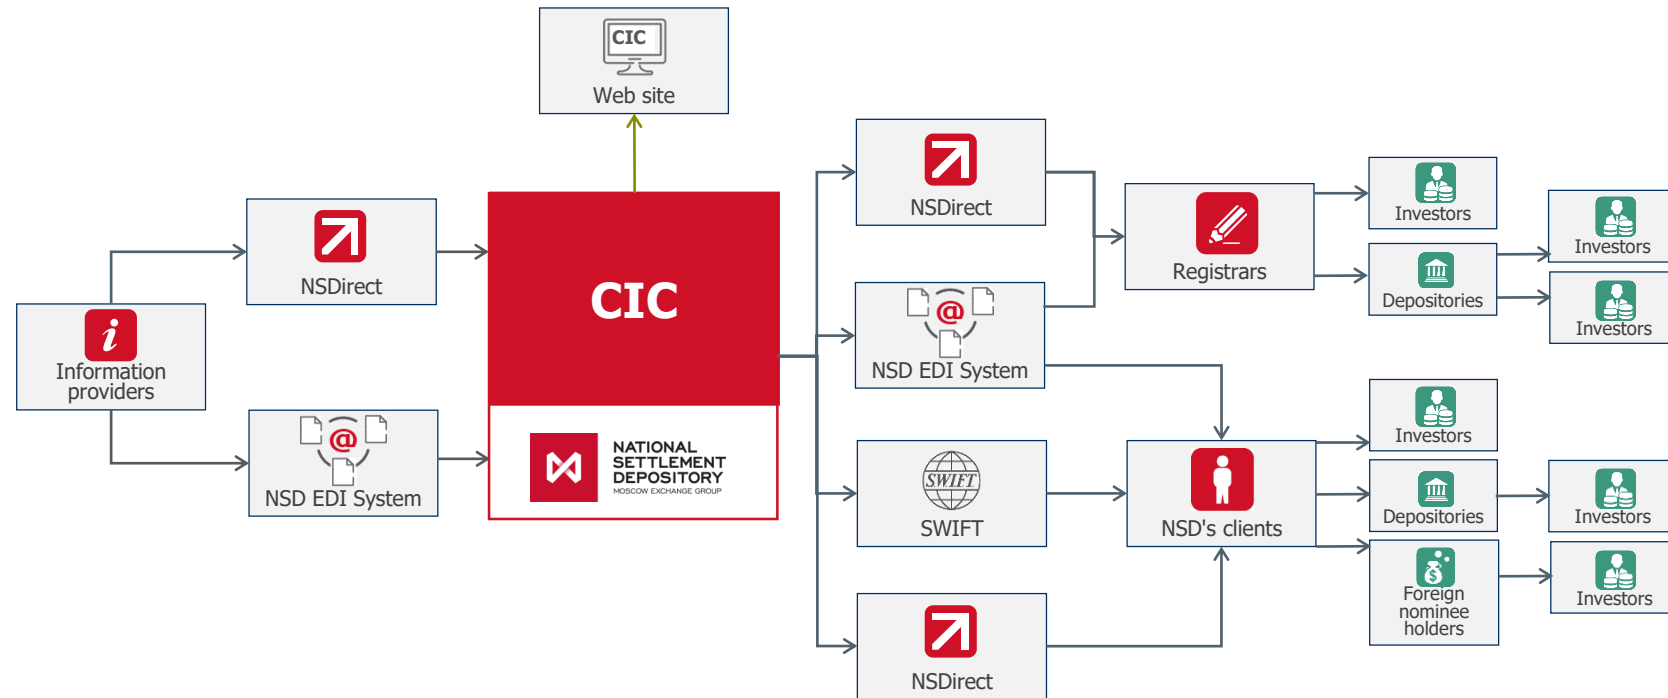 CIC
Web site
NSDirect
Information
providers
NSD EDI System
CIC
NATIONAL
SETTLEMENT
DEPOSITORY
MOSCOW EXCHANGE GROUP
NSDirect
@
NSD EDI System
SWIFT
SWIFT
NSDirect
Registrars
NSD's clients
Investors
Depositories
Investors
Investors
Investors
Depositories
Investors
Foreign
nominee
holders
Investors
i
@
$